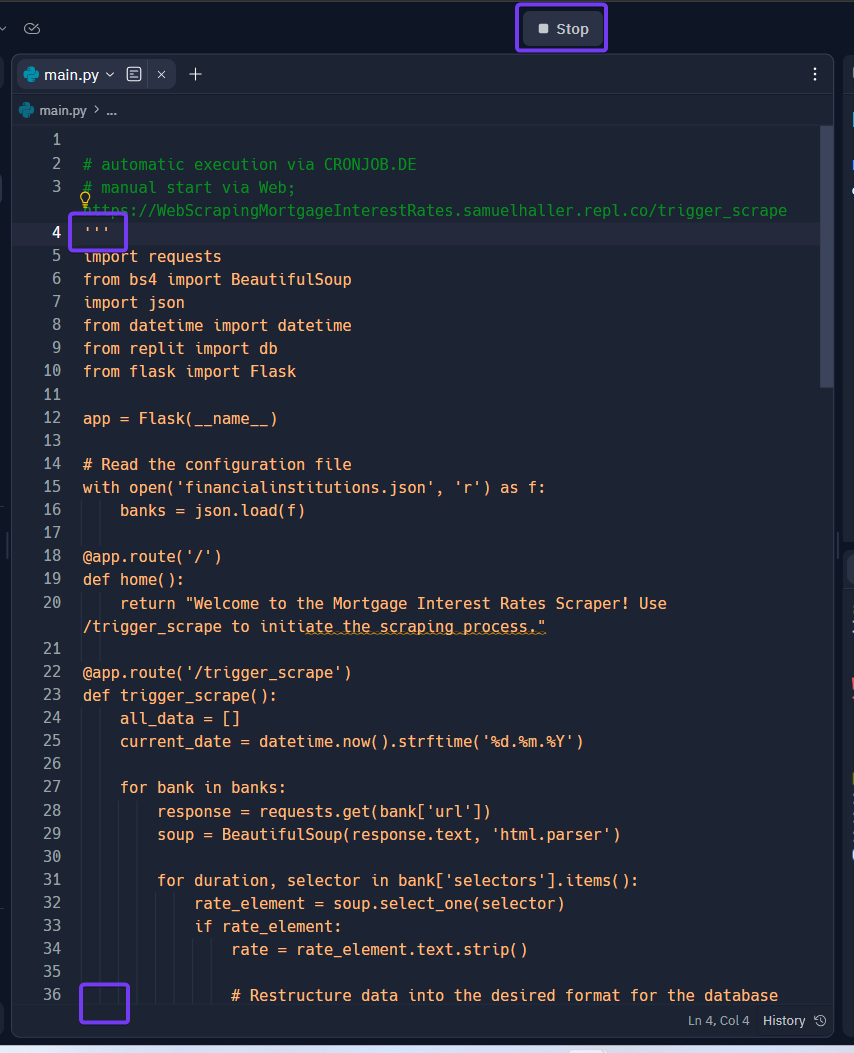 Stop
main.py
main.py > ...
1
2 # automatic execution via CRONJOB.DE
3 # manual start via Web;
https://WebScrapingMortgageInterestRates.samuelhaller.repl.co/trigger_scrape
4 '''
5 import requests
6 from bs4 import BeautifulSoup
7 import json
8 from datetime import datetime
9 from replit import db
10 from flask import Flask
11
12 app = Flask(__name__)
13
14 # Read the configuration file
15 with open('financialinstitutions.json', 'r') as f:
16     banks = json.load(f)
17
18 @app.route('/')
19 def home():
20     return "Welcome to the Mortgage Interest Rates Scraper! Use
/trigger_scrape to initiate the scraping process."
21
22 @app.route('/trigger_scrape')
23 def trigger_scrape():
24     all_data = []
25     current_date = datetime.now().strftime('%d.%m.%Y')
26
27     for bank in banks:
28         response = requests.get(bank['url'])
29         soup = BeautifulSoup(response.text, 'html.parser')
30
31         for duration, selector in bank['selectors'].items():
32             rate_element = soup.select_one(selector)
33             if rate_element:
34                 rate = rate_element.text.strip()
35
36                 # Restructure data into the desired format for the database
Ln 4, Col 4 History